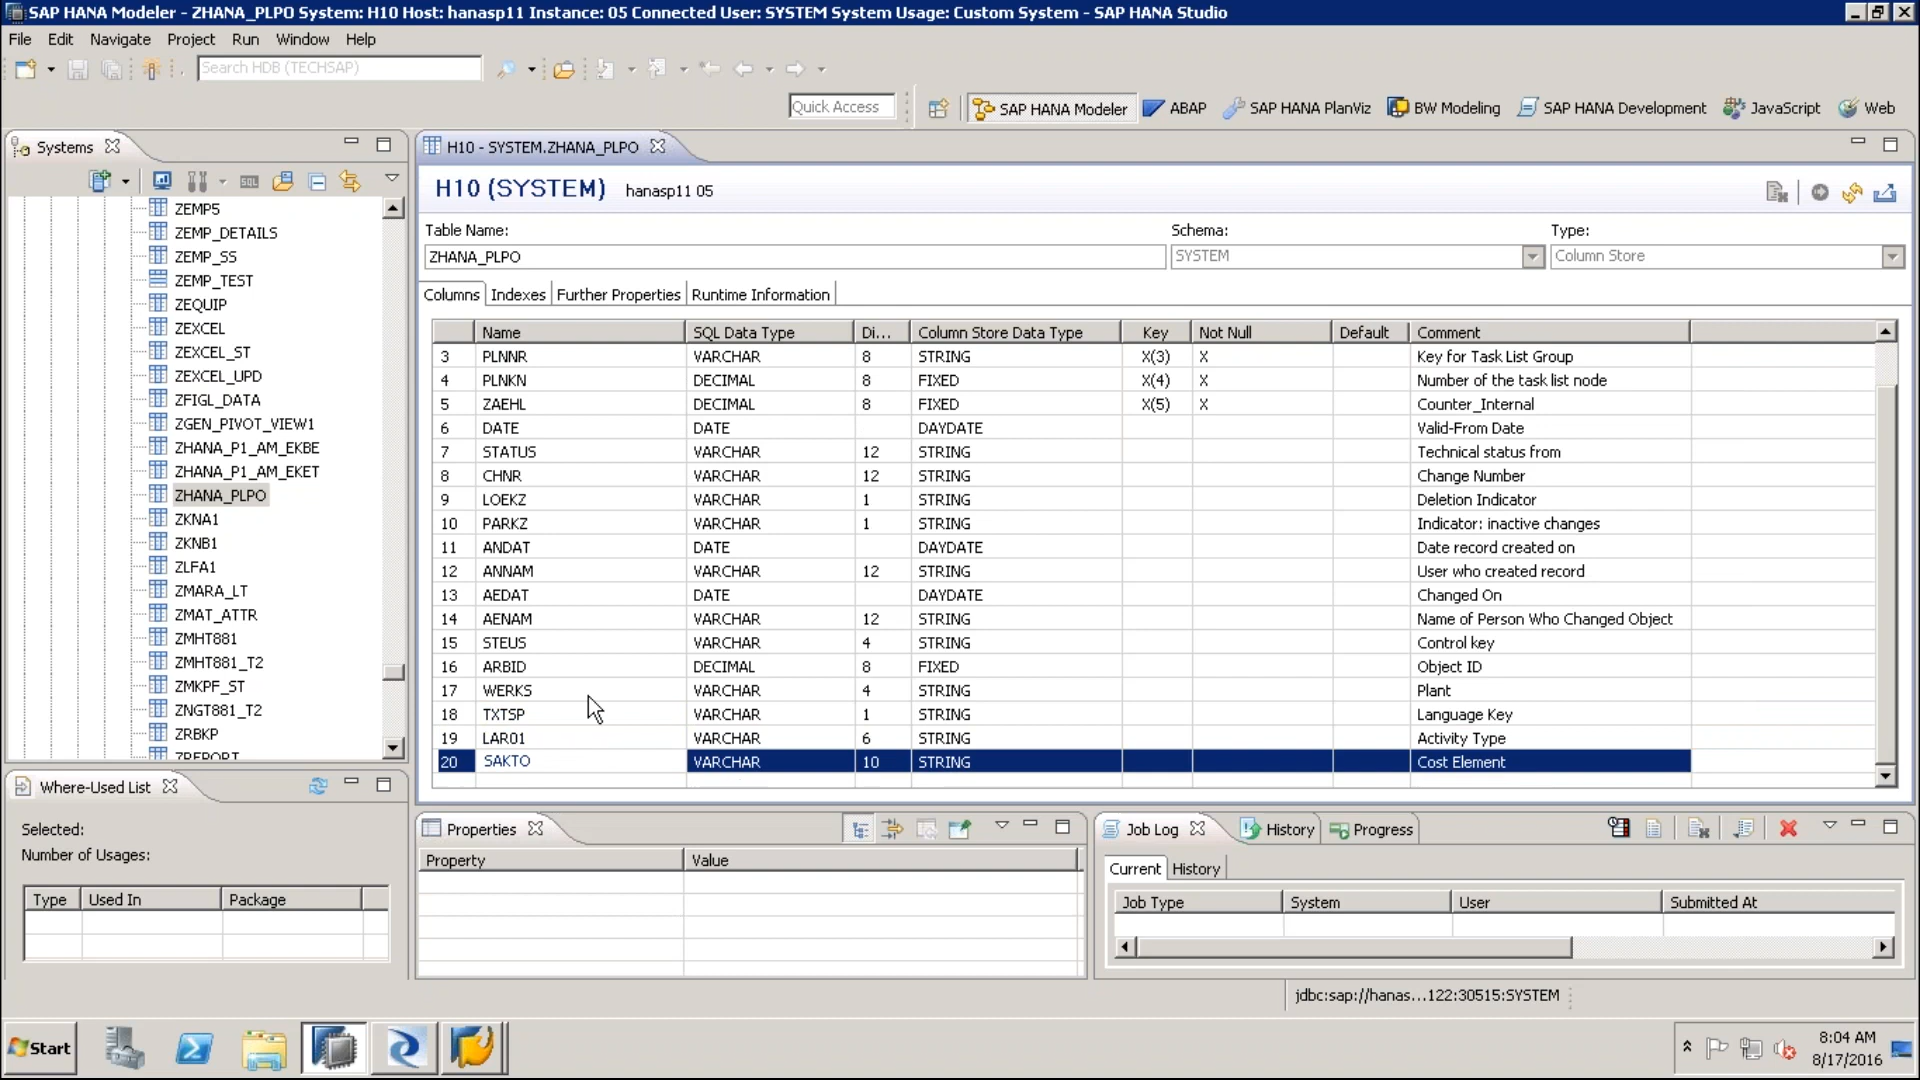 SAP HANA Modeler - ZHANA_PLPO System: H10 Host: hanasp11 Instance: 05 Connected User: SYSTEM System Usage: Custom System - SAP HANA Studio
File Edit Navigate Project Run Window Help
Search HDB (TECHSAP)
Quick Access SAP HANA Modeler ABAP SAP HANA PlanViz BW Modeling SAP HANA Development JavaScript Web
Systems
SQL
ZEMP5
ZEMP_DETAILS
ZEMP_SS
ZEMP_TEST
ZEQUIP
ZEXCEL
ZEXCEL_ST
ZEXCEL_UPD
ZFIGL_DATA
ZGEN_PIVOT_VIEW1
ZHANA_P1_AM_EKBE
ZHANA_P1_AM_EKET
ZHANA_PLPO
ZKNA1
ZKNB1
ZLFA1
ZMARA_LT
ZMAT_ATTR
ZMHT881
ZMHT881_T2
ZMKPF_ST
ZNGT881_T2
ZRBKP
ZREPORT
H10 - SYSTEM.ZHANA_PLPO
H10 (SYSTEM) hanasp11 05
Table Name: Schema: Type:
ZHANA_PLPO SYSTEM Column Store
Columns Indexes Further Properties Runtime Information
Name SQL Data Type Di... Column Store Data Type Key Not Null Default Comment
3 PLNNR VARCHAR 8 STRING X(3) X Key for Task List Group
4 PLNKN DECIMAL 8 FIXED X(4) X Number of the task list node
5 ZAEHL DECIMAL 8 FIXED X(5) X Counter_Internal
6 DATE DATE DAYDATE Valid-From Date
7 STATUS VARCHAR 12 STRING Technical status from
8 CHNR VARCHAR 12 STRING Change Number
9 LOEKZ VARCHAR 1 STRING Deletion Indicator
10 PARKZ VARCHAR 1 STRING Indicator: inactive changes
11 ANDAT DATE DAYDATE Date record created on
12 ANNAM VARCHAR 12 STRING User who created record
13 AEDAT DATE DAYDATE Changed On
14 AENAM VARCHAR 12 STRING Name of Person Who Changed Object
15 STEUS VARCHAR 4 STRING Control key
16 ARBID DECIMAL 8 FIXED Object ID
17 WERKS VARCHAR 4 STRING Plant
18 TXTSP VARCHAR 1 STRING Language Key
19 LAR01 VARCHAR 6 STRING Activity Type
20 SAKTO VARCHAR 10 STRING Cost Element
Where-Used List
Selected:
Number of Usages:
Type Used In Package
Properties
Property Value
Job Log History Progress
Current History
Job Type System User Submitted At
jdbc:sap://hanas...122:30515:SYSTEM
Start
8:04 AM
8/17/2016